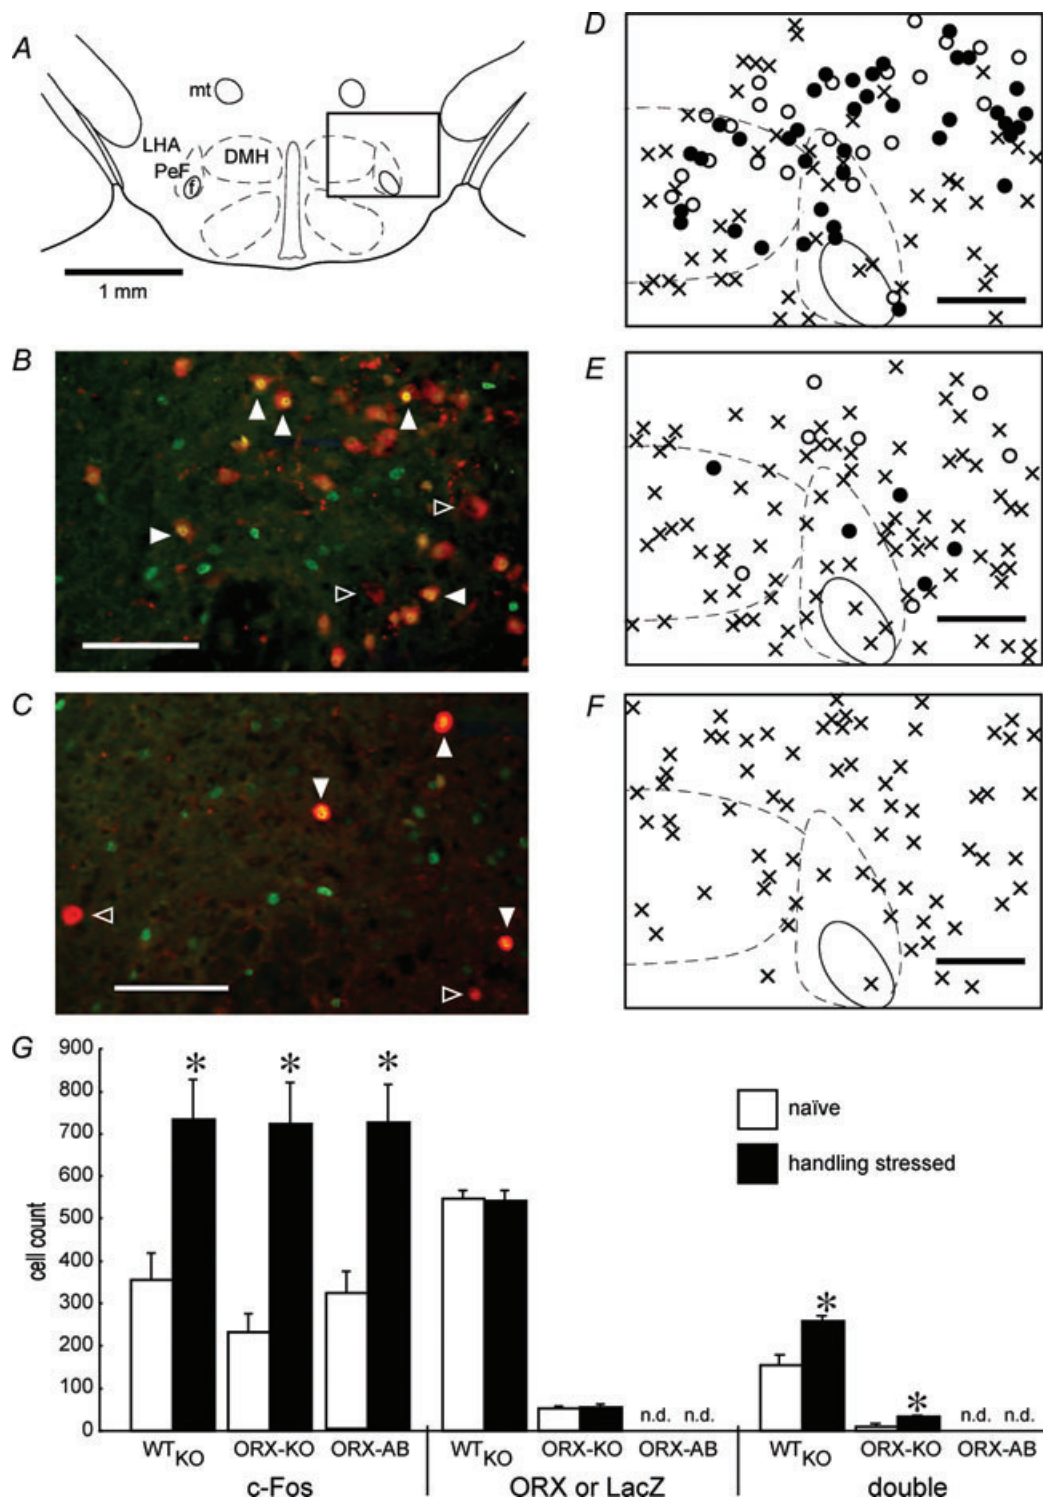 A
mt
LHA
DMH
PeF
f
1 mm
B
C
D
E
F
G
900
800
700
600
500
400
300
200
100
0
cell count
* * *
*
*
naïve
handling stressed
n.d. n.d.
n.d. n.d.
WTKO ORX-KO ORX-AB WTKO ORX-KO ORX-AB WTKO ORX-KO ORX-AB
c-Fos ORX or LacZ double